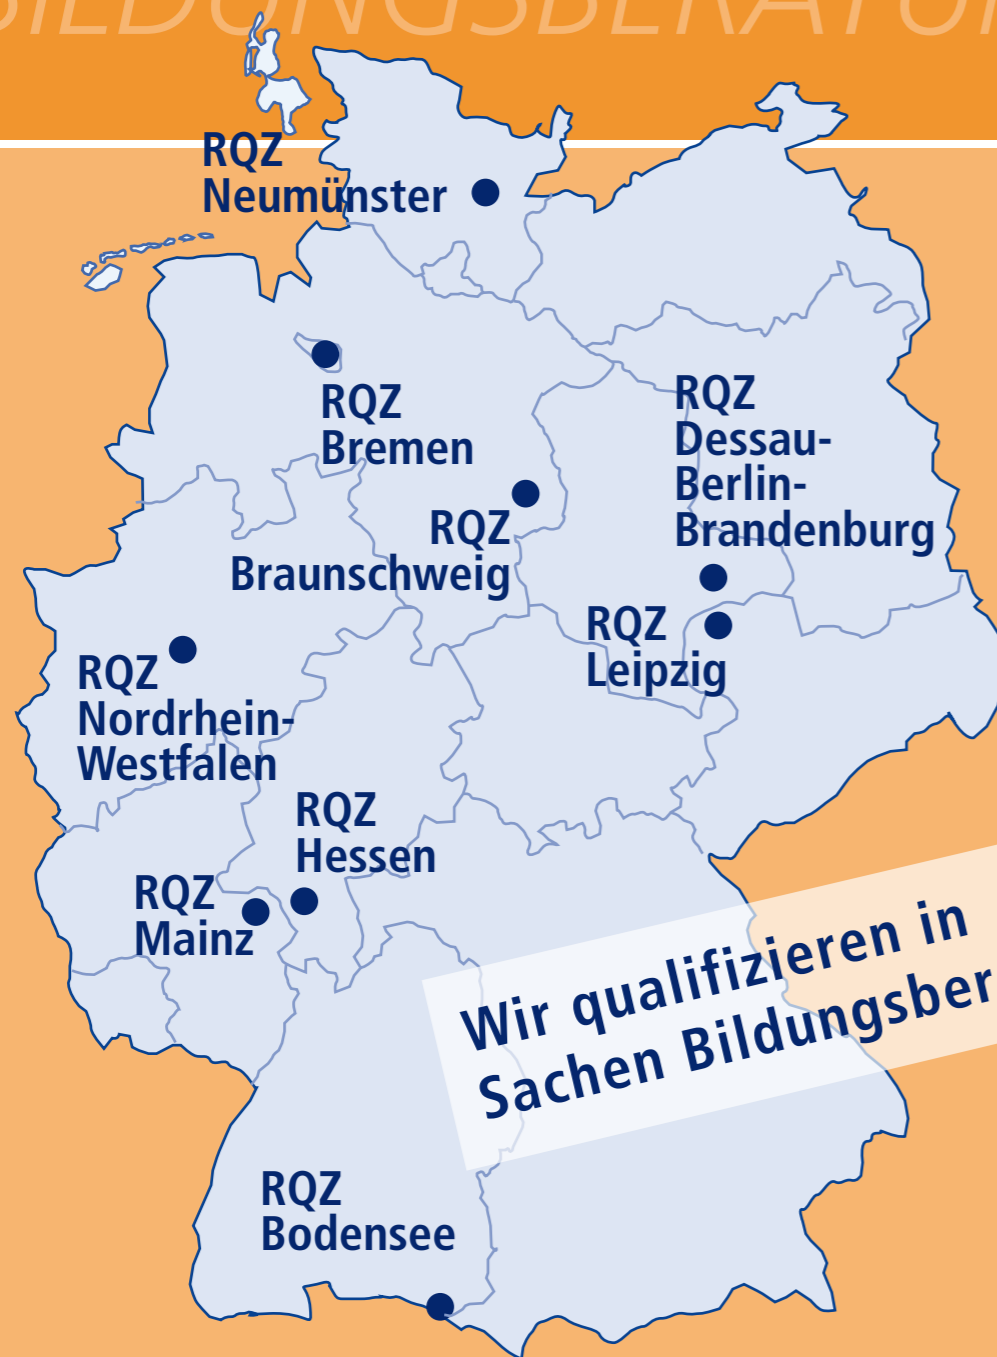 BILDUNGSBERATUN
RQZ
Neumünster
RQZ
Bremen
RQZ
Dessau-
Berlin-
Brandenburg
RQZ
Braunschweig
RQZ
Leipzig
RQZ
Nordrhein-
Westfalen
RQZ
Hessen
RQZ
Mainz
Wir qualifizieren in
Sachen Bildungsber
RQZ
Bodensee